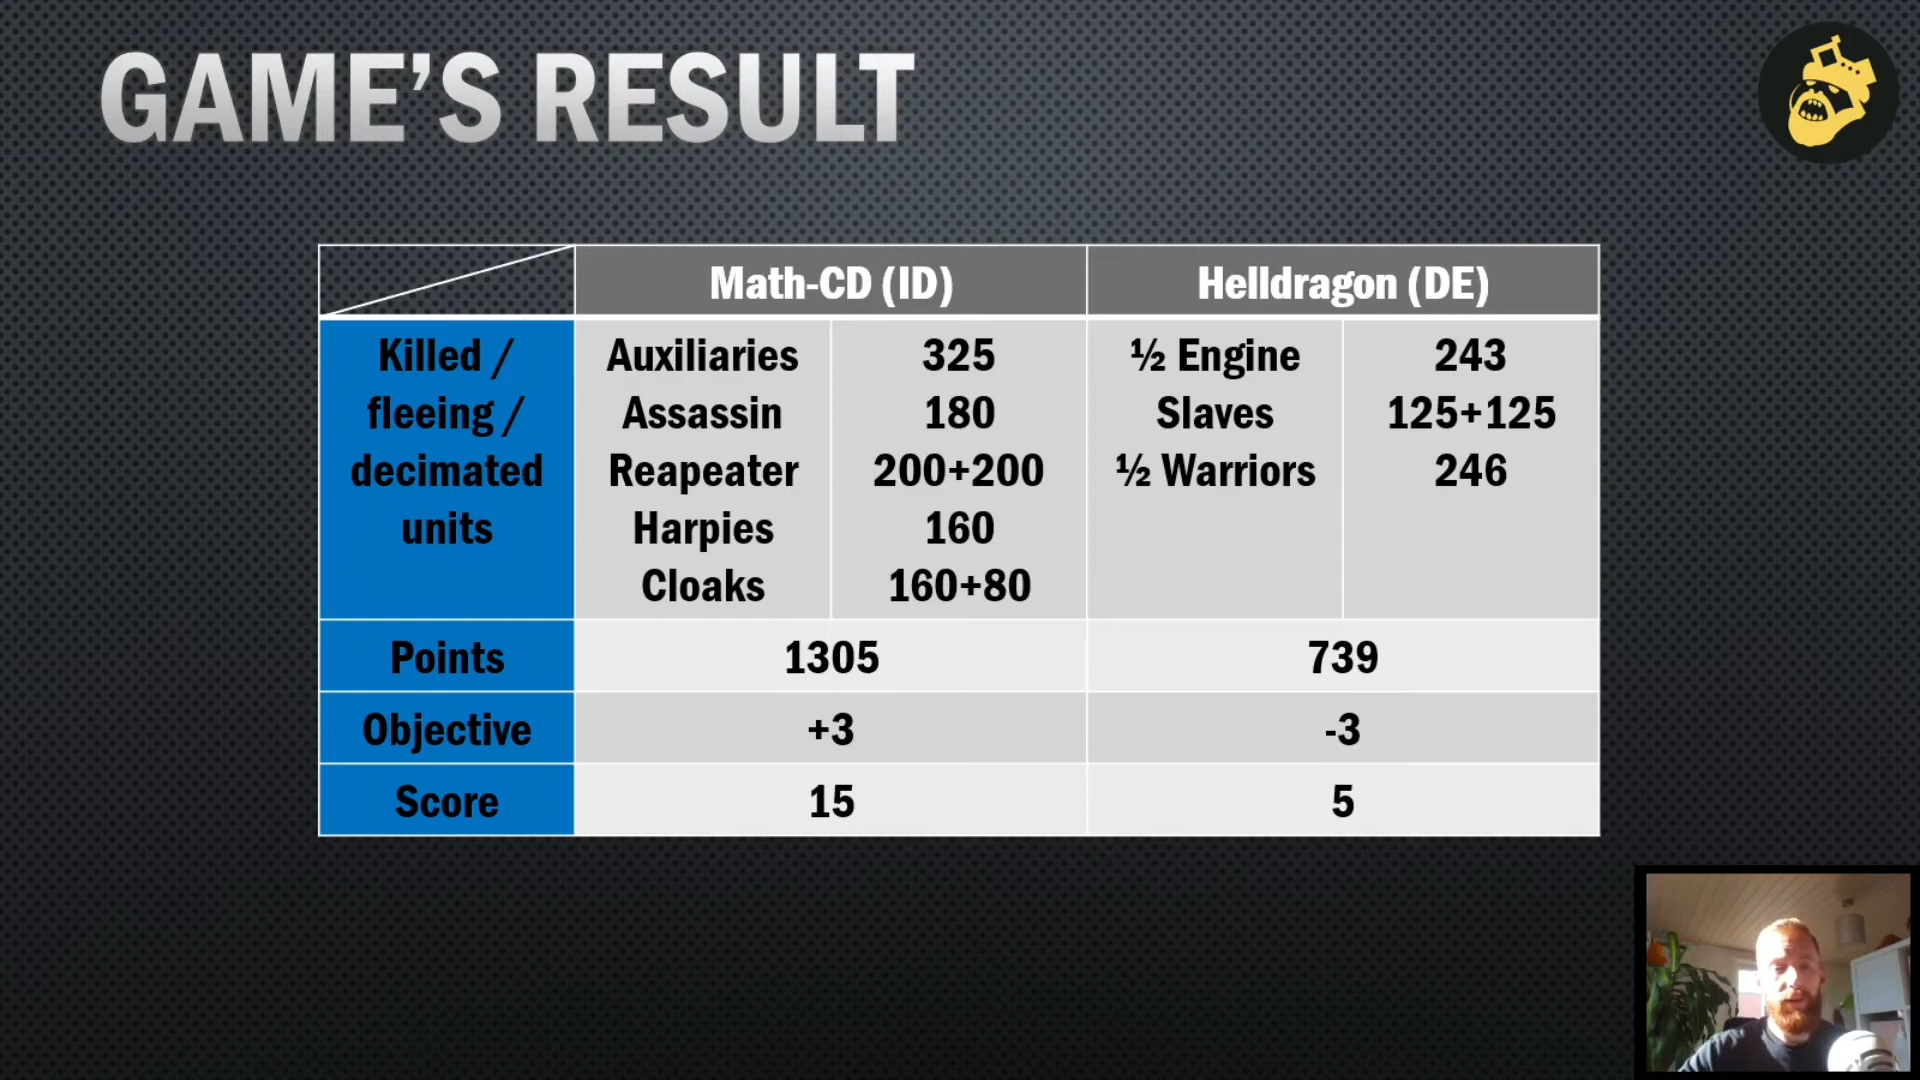 GAME'S RESULT
Math-CD (ID)
Helldragon (DE)
Killed /
fleeing /
decimated
units
Auxiliaries
Assassin
Reapeater
Harpies
Cloaks
325
180
200+200
160
160+80
½ Engine
Slaves
½ Warriors
243
125+125
246
Points
1305
739
Objective
+3
-3
Score
15
5